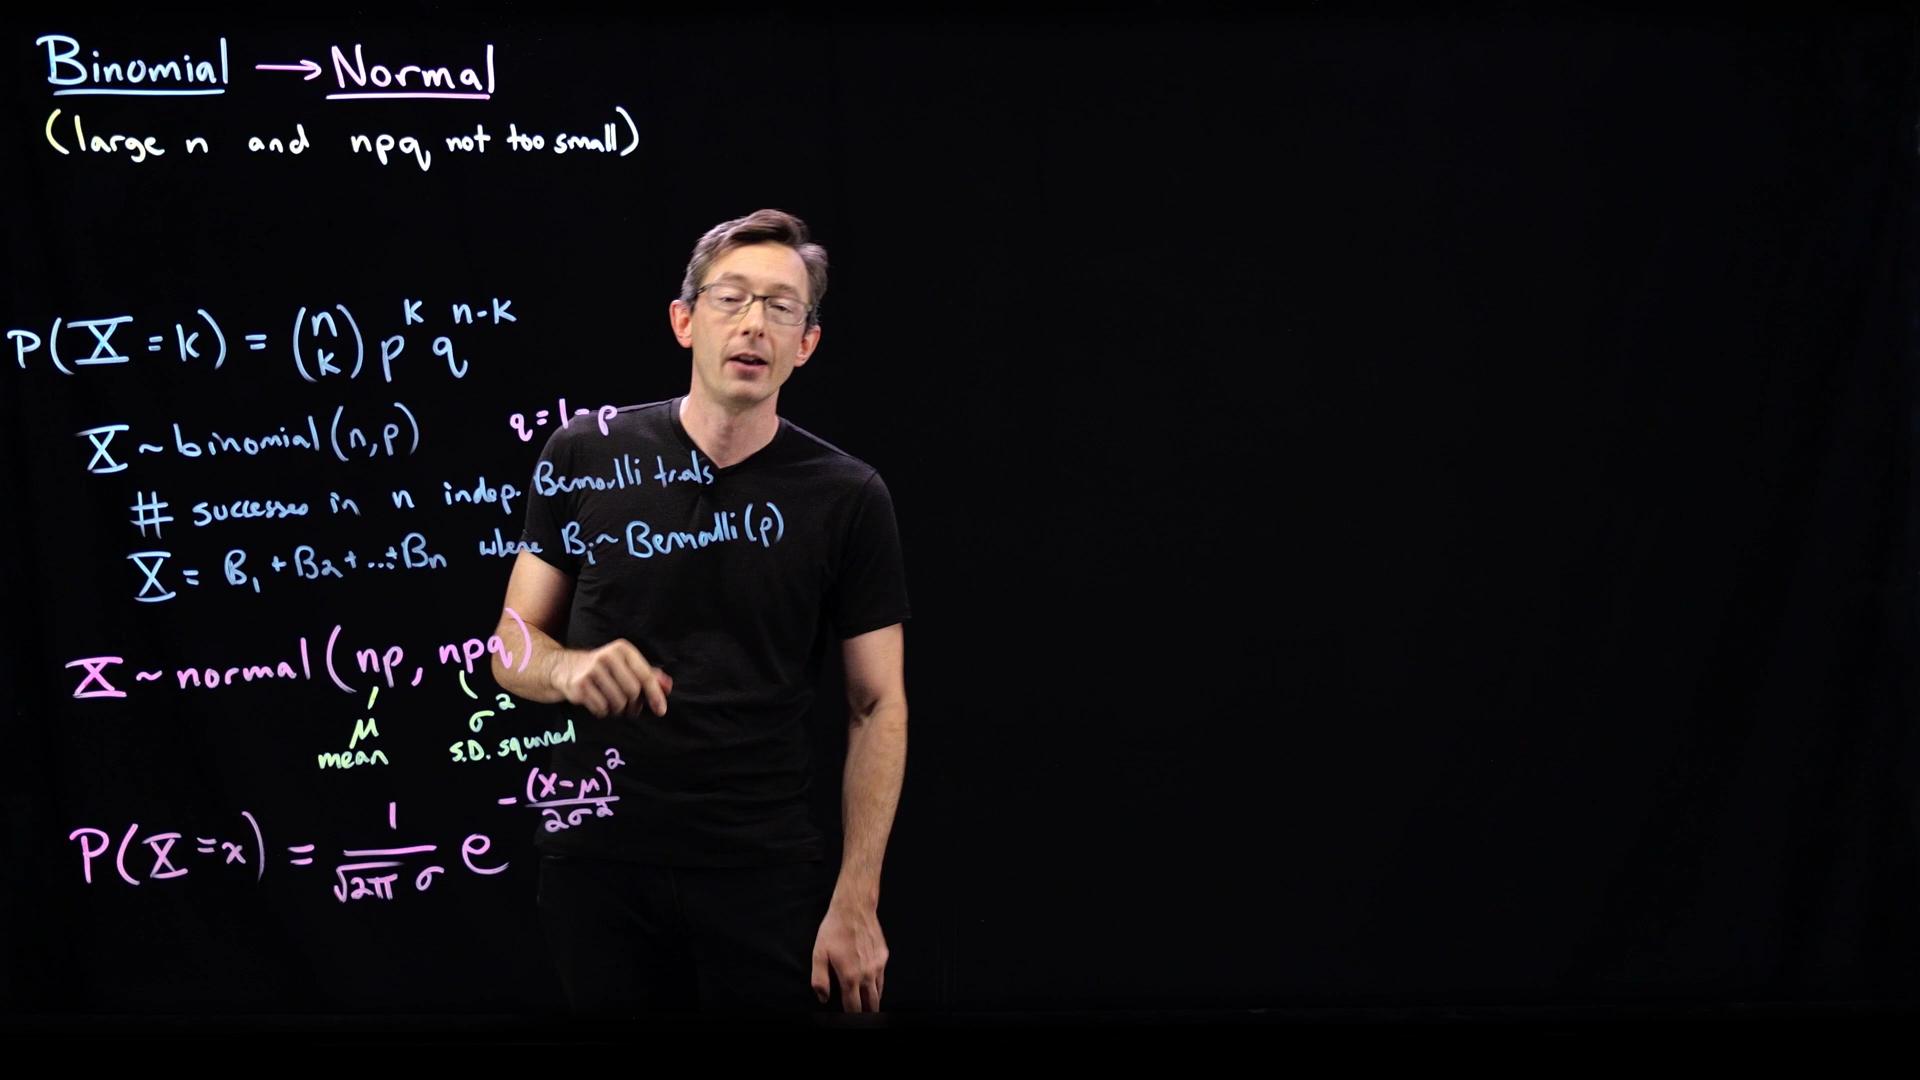 Binomial → Normal
(large n and npq not too small)
P(X = k) = (n k) p^k q^n-k
q = 1 - p
X ~ binomial (n, p)
# successes in n indep. Bernoulli trials
X = B₁ + B₂ + ... + Bn where Bi ~ Bernoulli (p)
X ~ normal (np, npq)
μ σ²
mean S.D. squared
P(X = x) = 1/(√2π σ) e^-(x-μ)²/2σ²